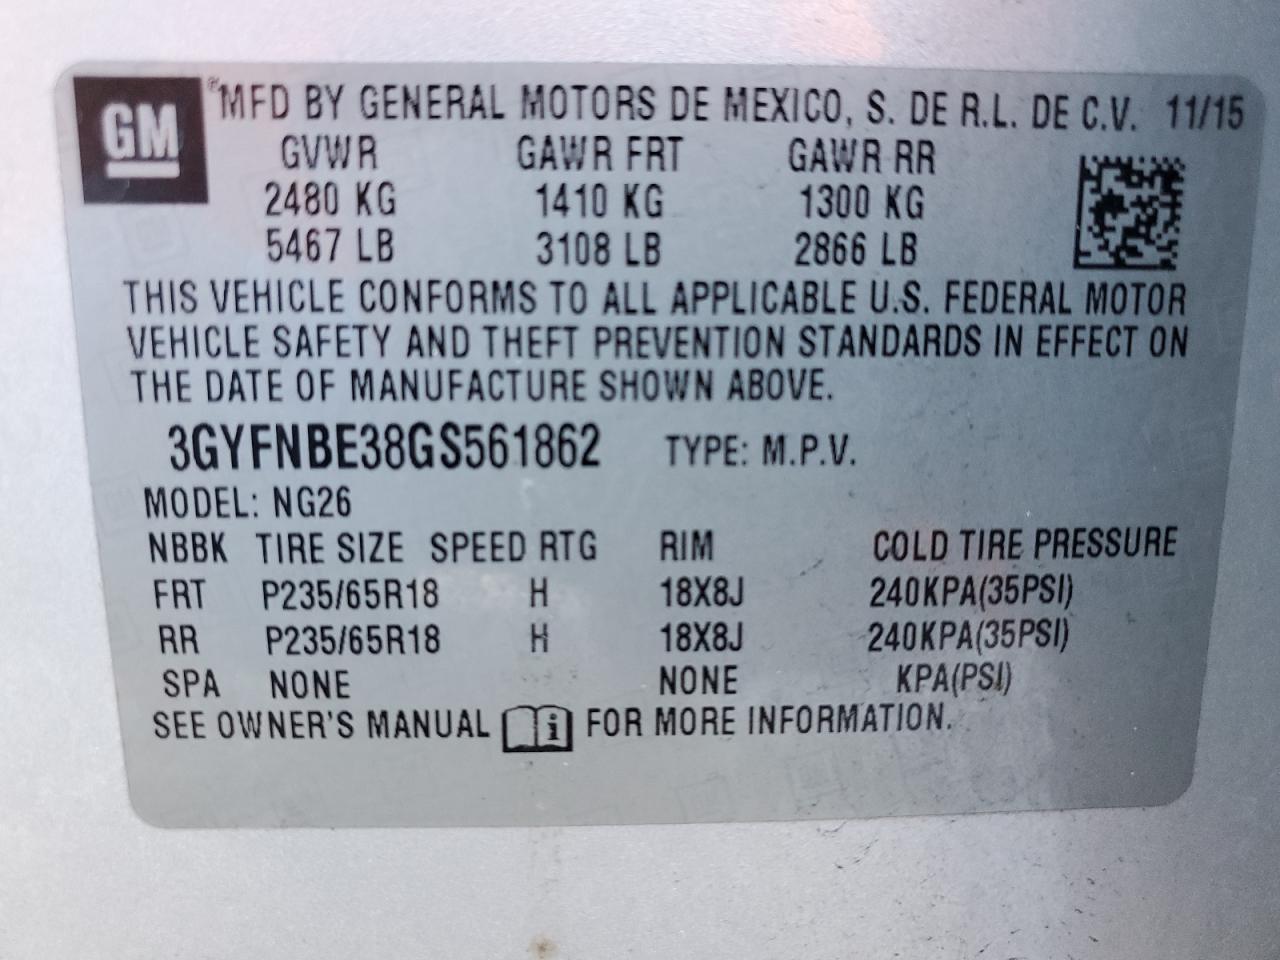 GM ® MFD BY GENERAL MOTORS DE MEXICO, S. DE R.L. DE C.V. 11/15
GVWR GAWR FRT GAWR RR
2480 KG 1410 KG 1300 KG
5467 LB 3108 LB 2866 LB
THIS VEHICLE CONFORMS TO ALL APPLICABLE U.S. FEDERAL MOTOR
VEHICLE SAFETY AND THEFT PREVENTION STANDARDS IN EFFECT ON
THE DATE OF MANUFACTURE SHOWN ABOVE.
3GYFNBE38GS561862 TYPE: M.P.V.
MODEL: NG26
NBBK TIRE SIZE SPEED RTG RIM COLD TIRE PRESSURE
FRT P235/65R18 H 18X8J 240KPA(35PSI)
RR P235/65R18 H 18X8J 240KPA(35PSI)
SPA NONE NONE KPA(PSI)
SEE OWNER'S MANUAL i FOR MORE INFORMATION.